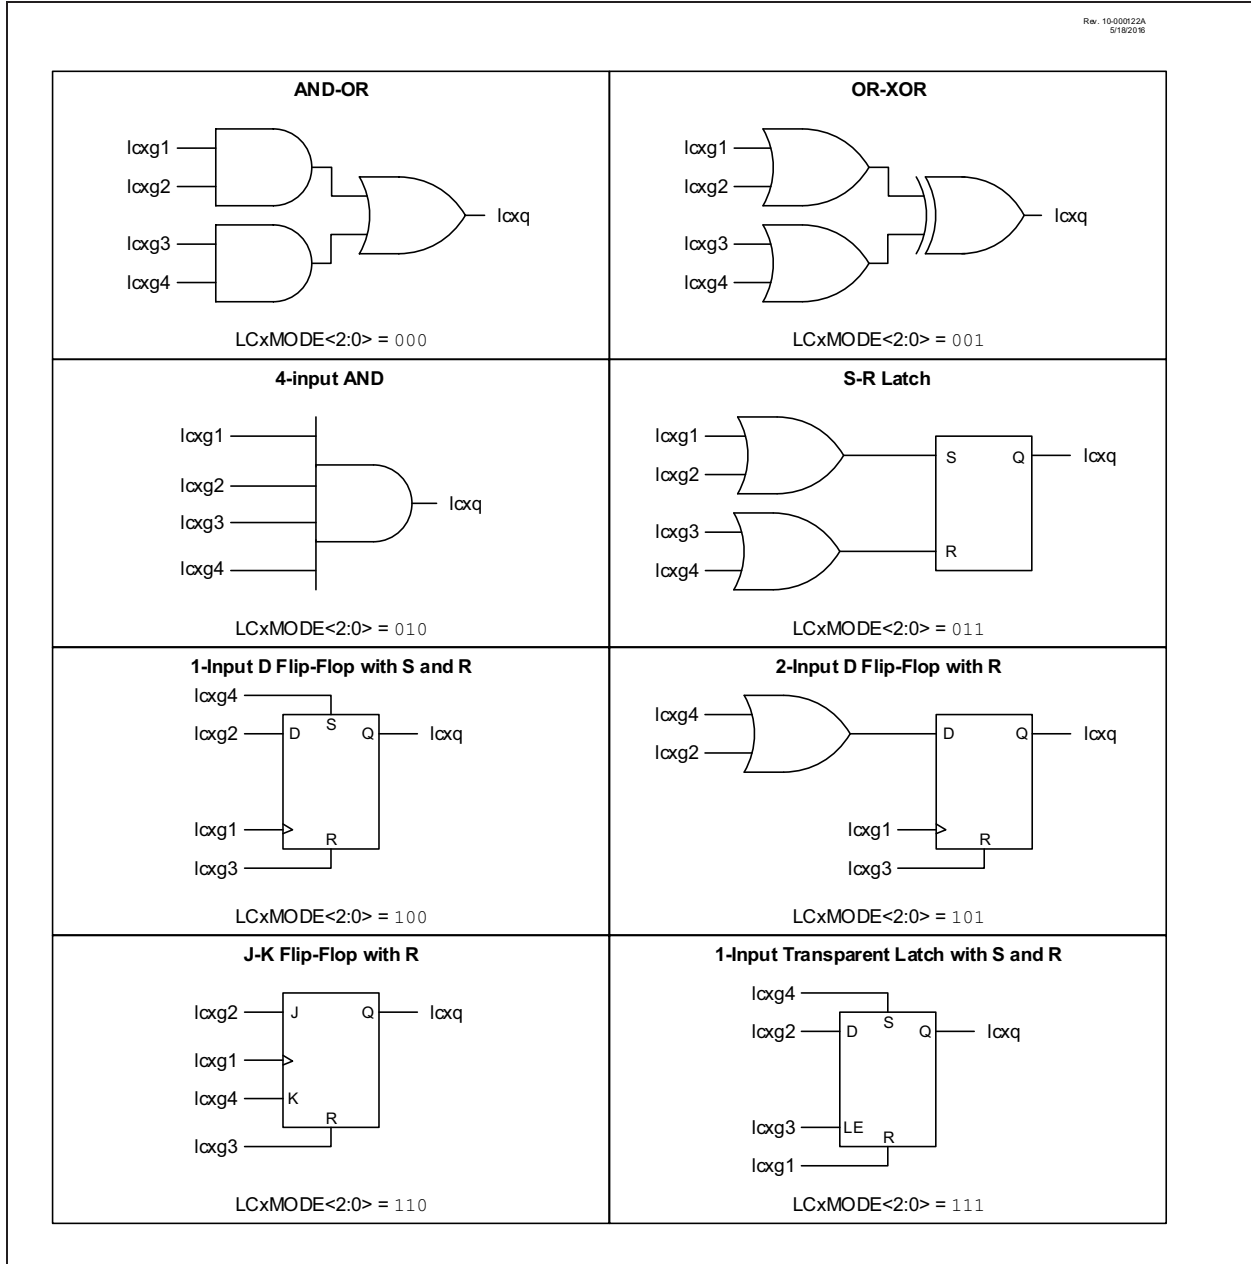 Rev. 10-000122A
5/18/2016
AND-OR
lcxg1
lcxg2
lcxg3
lcxg4
lcxq
LCxMODE<2:0> = 000
OR-XOR
lcxg1
lcxg2
lcxg3
lcxg4
lcxq
LCxMODE<2:0> = 001
4-input AND
lcxg1
lcxg2
lcxg3
lcxg4
lcxq
LCxMODE<2:0> = 010
S-R Latch
lcxg1
lcxg2
lcxg3
lcxg4
S
Q
lcxq
R
LCxMODE<2:0> = 011
1-Input D Flip-Flop with S and R
lcxg4
S
lcxg2
D
Q
lcxq
lcxg1
R
lcxg3
LCxMODE<2:0> = 100
2-Input D Flip-Flop with R
lcxg4
lcxg2
D
Q
lcxq
lcxg1
R
lcxg3
LCxMODE<2:0> = 101
J-K Flip-Flop with R
lcxg2
J
Q
lcxq
lcxg1
lcxg4
K
R
lcxg3
LCxMODE<2:0> = 110
1-Input Transparent Latch with S and R
lcxg4
S
lcxg2
D
Q
lcxq
lcxg3
LE
R
lcxg1
LCxMODE<2:0> = 111